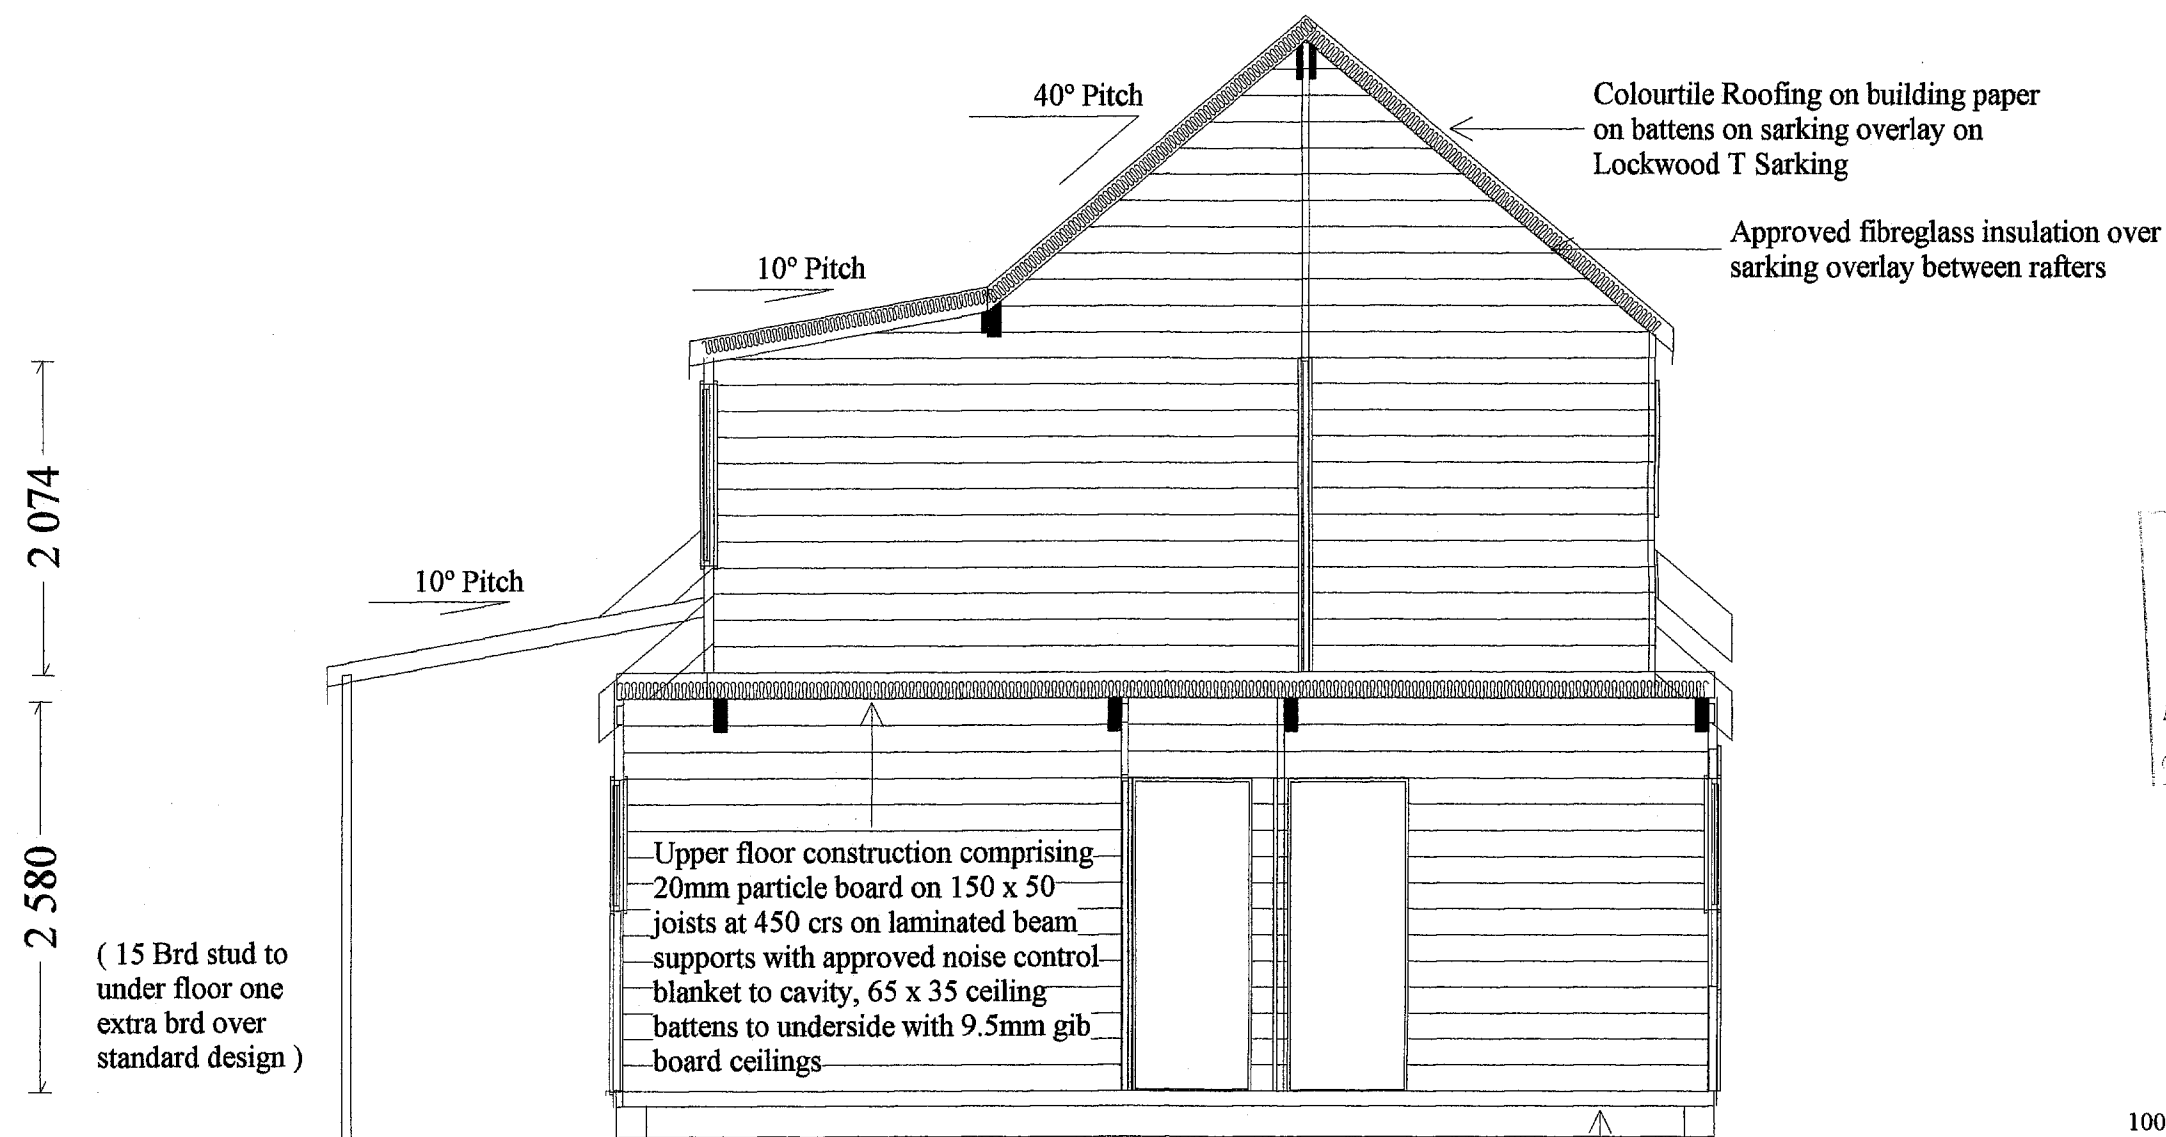 40° Pitch
Colourtile Roofing on building paper
on battens on sarking overlay on
Lockwood T Sarking
Approved fibreglass insulation over
sarking overlay between rafters
10° Pitch
2 074
10° Pitch
2 580
( 15 Brd stud to
under floor one
extra brd over
standard design )
Upper floor construction comprising
20mm particle board on 150 x 50
joists at 450 crs on laminated beam
supports with approved noise control
blanket to cavity, 65 x 35 ceiling
battens to underside with 9.5mm gib
board ceilings
100